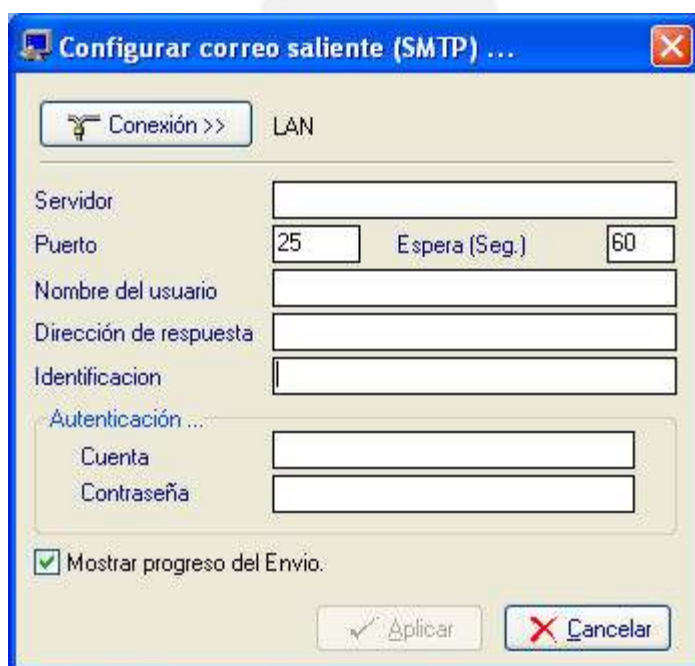 Configurar correo saliente (SMTP) ...
Conexión >> LAN
Servidor
Puerto 25 Espera (Seg.) 60
Nombre del usuario
Dirección de respuesta
Identificacion
Autenticación ...
Cuenta
Contraseña
Mostrar progreso del Envio.
Aplicar Cancelar